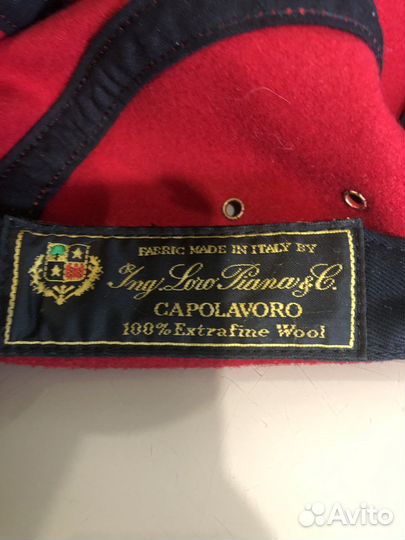 FABRIC MADE IN ITALY BY
Ing. Loro Piana & C.
CAPOLAVORO
100% Extrafine Wool
Avito